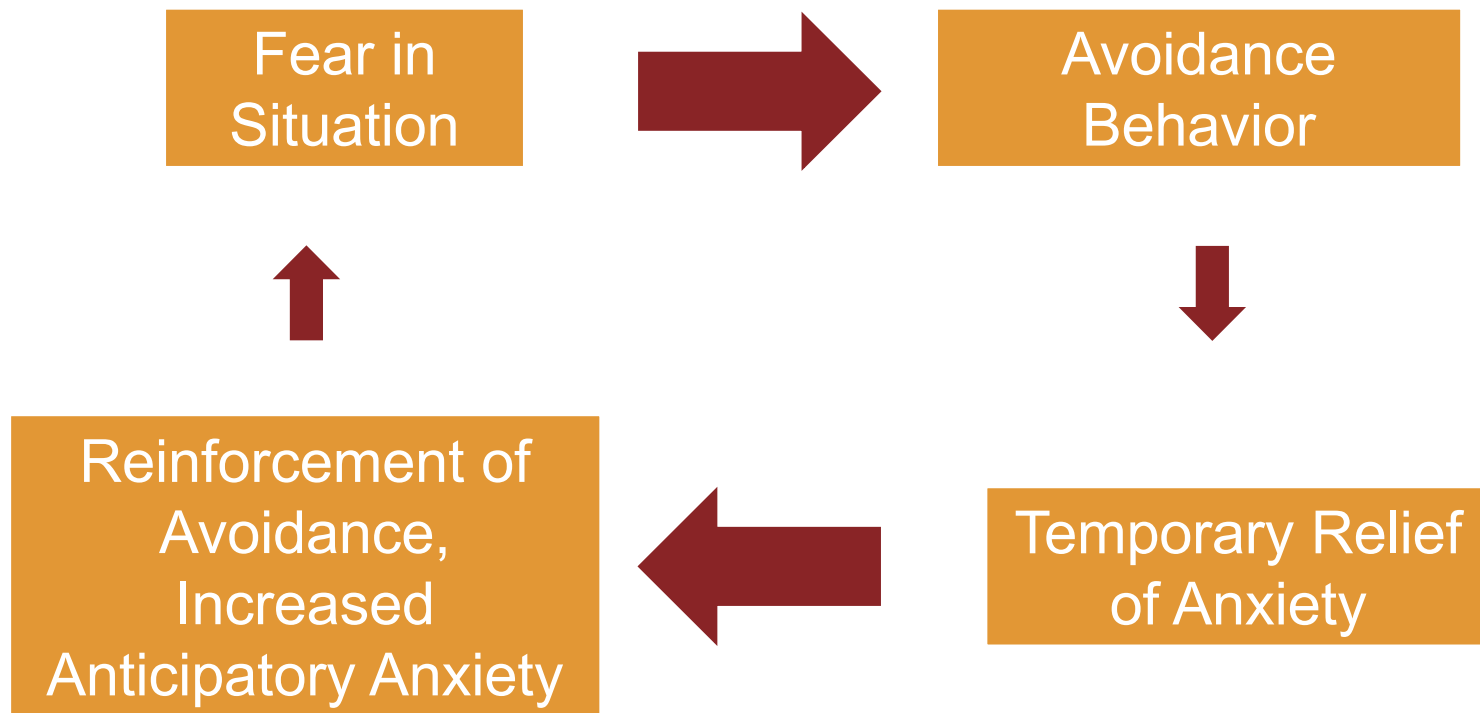 Fear in
Situation
Avoidance
Behavior
Reinforcement of
Avoidance,
Increased
Anticipatory Anxiety
Temporary Relief
of Anxiety